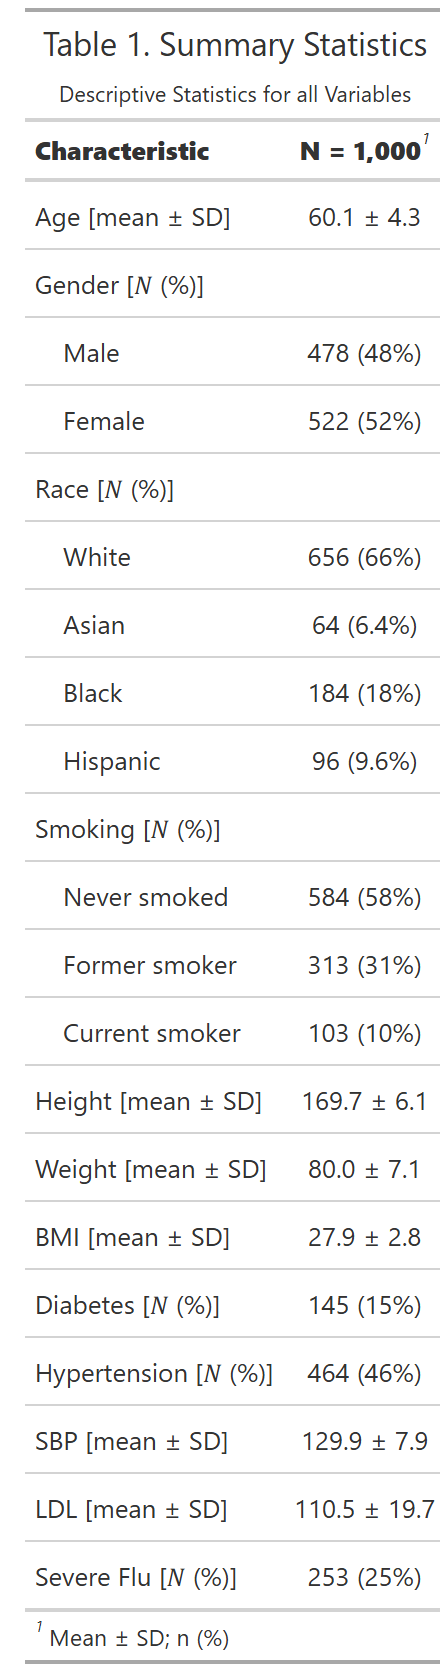 Table 1. Summary Statistics
Descriptive Statistics for all Variables
Characteristic N = 1,000¹
Age [mean ± SD] 60.1 ± 4.3
Gender [N (%)]
Male 478 (48%)
Female 522 (52%)
Race [N (%)]
White 656 (66%)
Asian 64 (6.4%)
Black 184 (18%)
Hispanic 96 (9.6%)
Smoking [N (%)]
Never smoked 584 (58%)
Former smoker 313 (31%)
Current smoker 103 (10%)
Height [mean ± SD] 169.7 ± 6.1
Weight [mean ± SD] 80.0 ± 7.1
BMI [mean ± SD] 27.9 ± 2.8
Diabetes [N (%)] 145 (15%)
Hypertension [N (%)] 464 (46%)
SBP [mean ± SD] 129.9 ± 7.9
LDL [mean ± SD] 110.5 ± 19.7
Severe Flu [N (%)] 253 (25%)
¹ Mean ± SD; n (%)